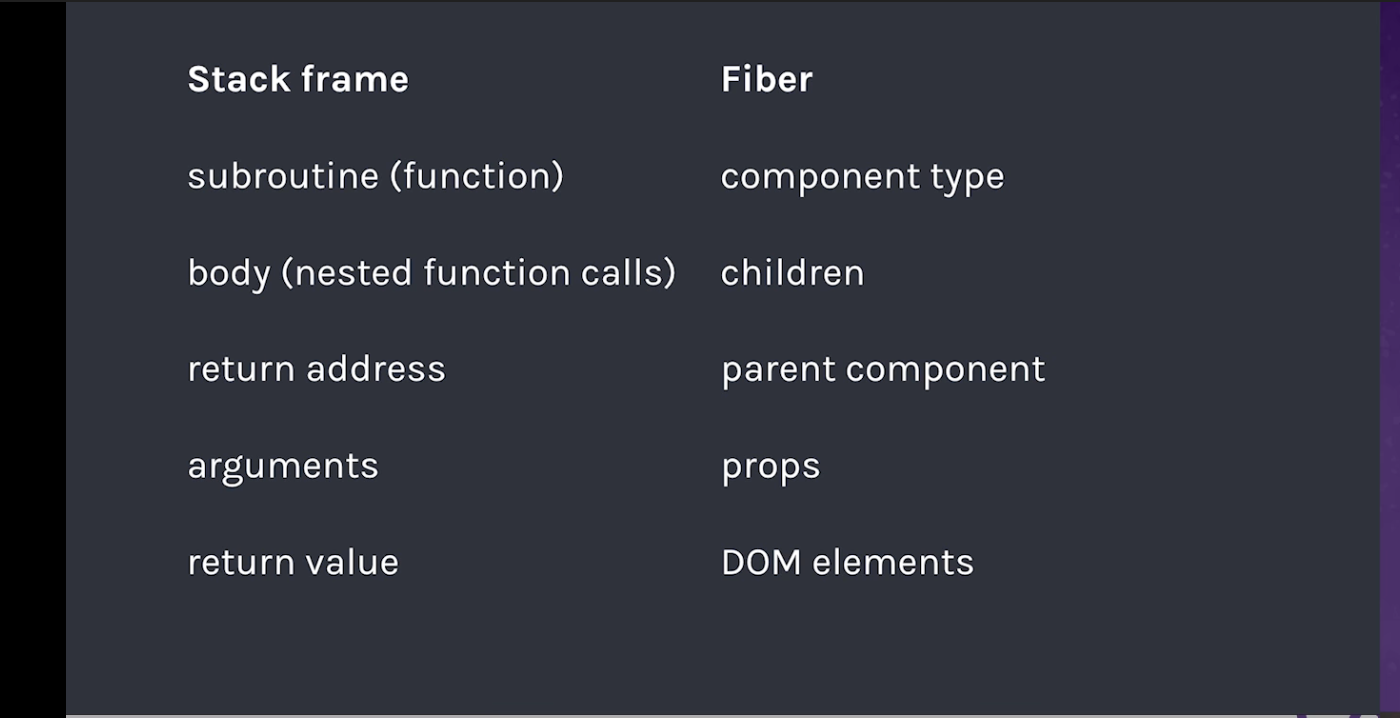 Stack frame Fiber
subroutine (function) component type
body (nested function calls) children
return address parent component
arguments props
return value DOM elements